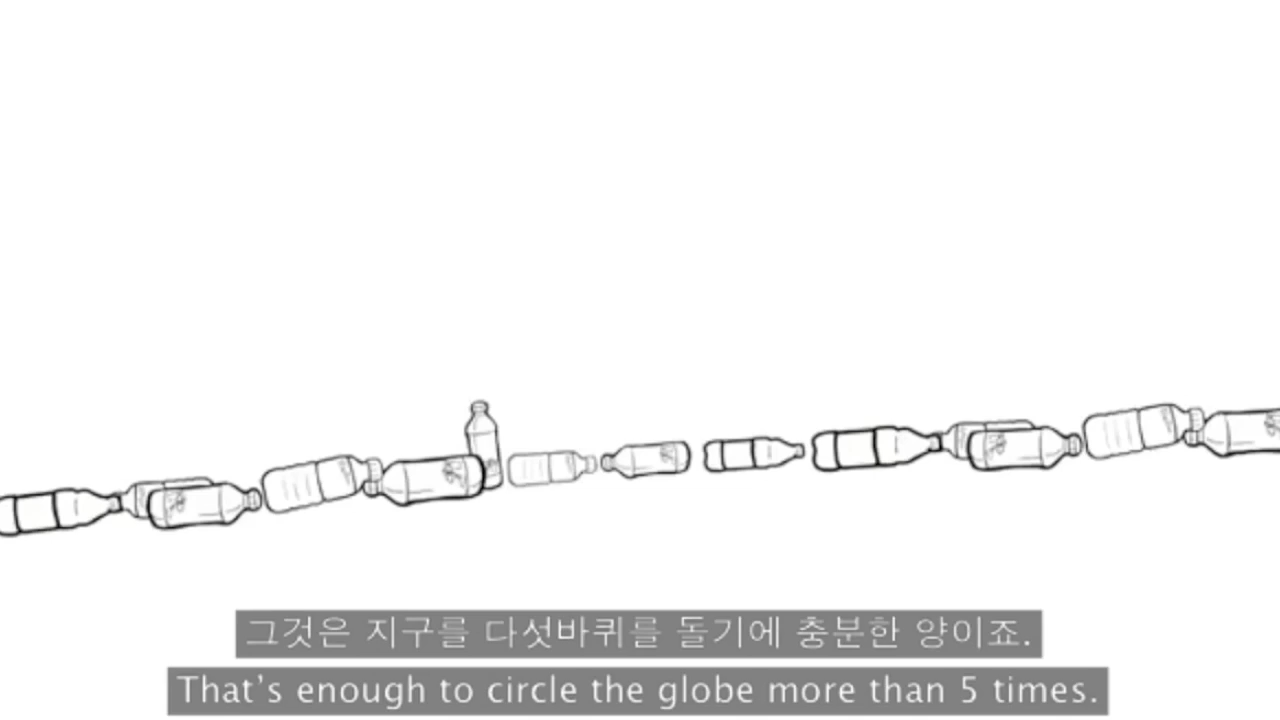 그것은 지구를 다섯바퀴를 돌기에 충분한 양이죠.
That's enough to circle the globe more than 5 times.